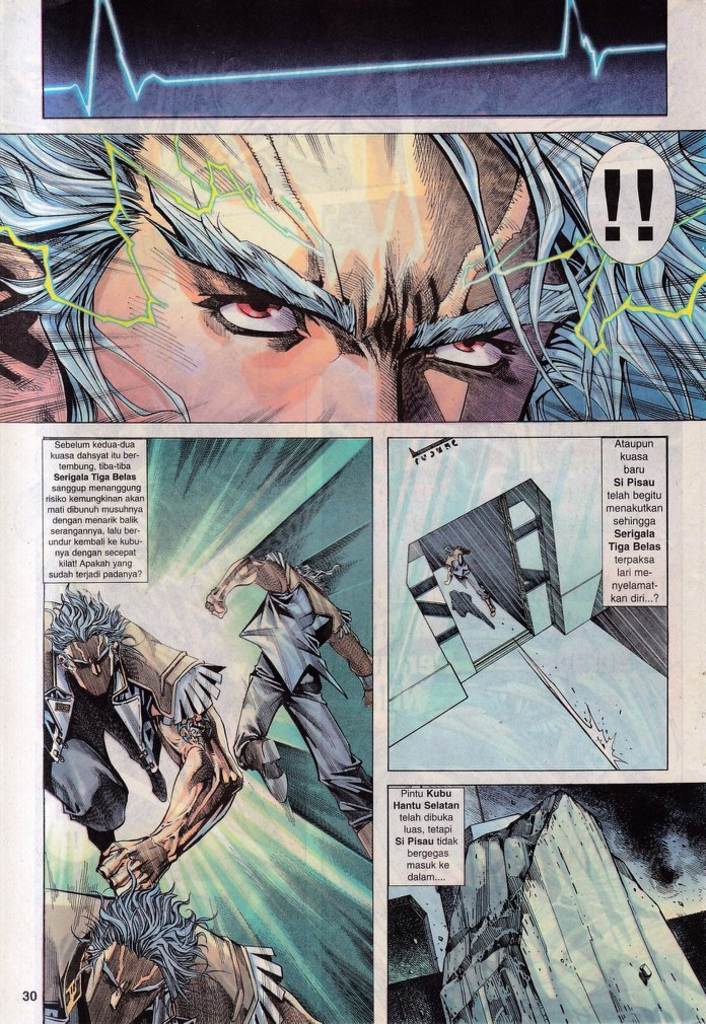 !!
Sebelum kedua-dua
kuasa dahsyat itu ber-
tembung, tiba-tiba
Serigala Tiga Belas
sanggup menanggung
risiko kemungkinan akan
mati dibunuh musuhnya
dengan menarik balik
serangannya, lalu ber-
undur kembali ke kubu-
nya dengan secepat
kilat! Apakah yang
sudah terjadi padanya?
Ataupun
kuasa
baru
Si Pisau
telah begitu
menakutkan
sehingga
Serigala
Tiga Belas
terpaksa
lari me-
nyelamat-
kan diri...?
Pintu Kubu
Hantu Selatan
telah dibuka
luas, tetapi
Si Pisau tidak
bergegas
masuk ke
dalam....
30